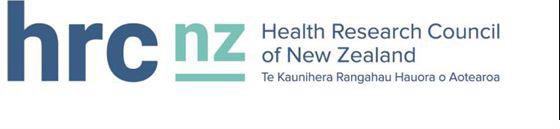 hrc nz
Health Research Council
of New Zealand
Te Kaunihera Rangahau Hauora o Aotearoa